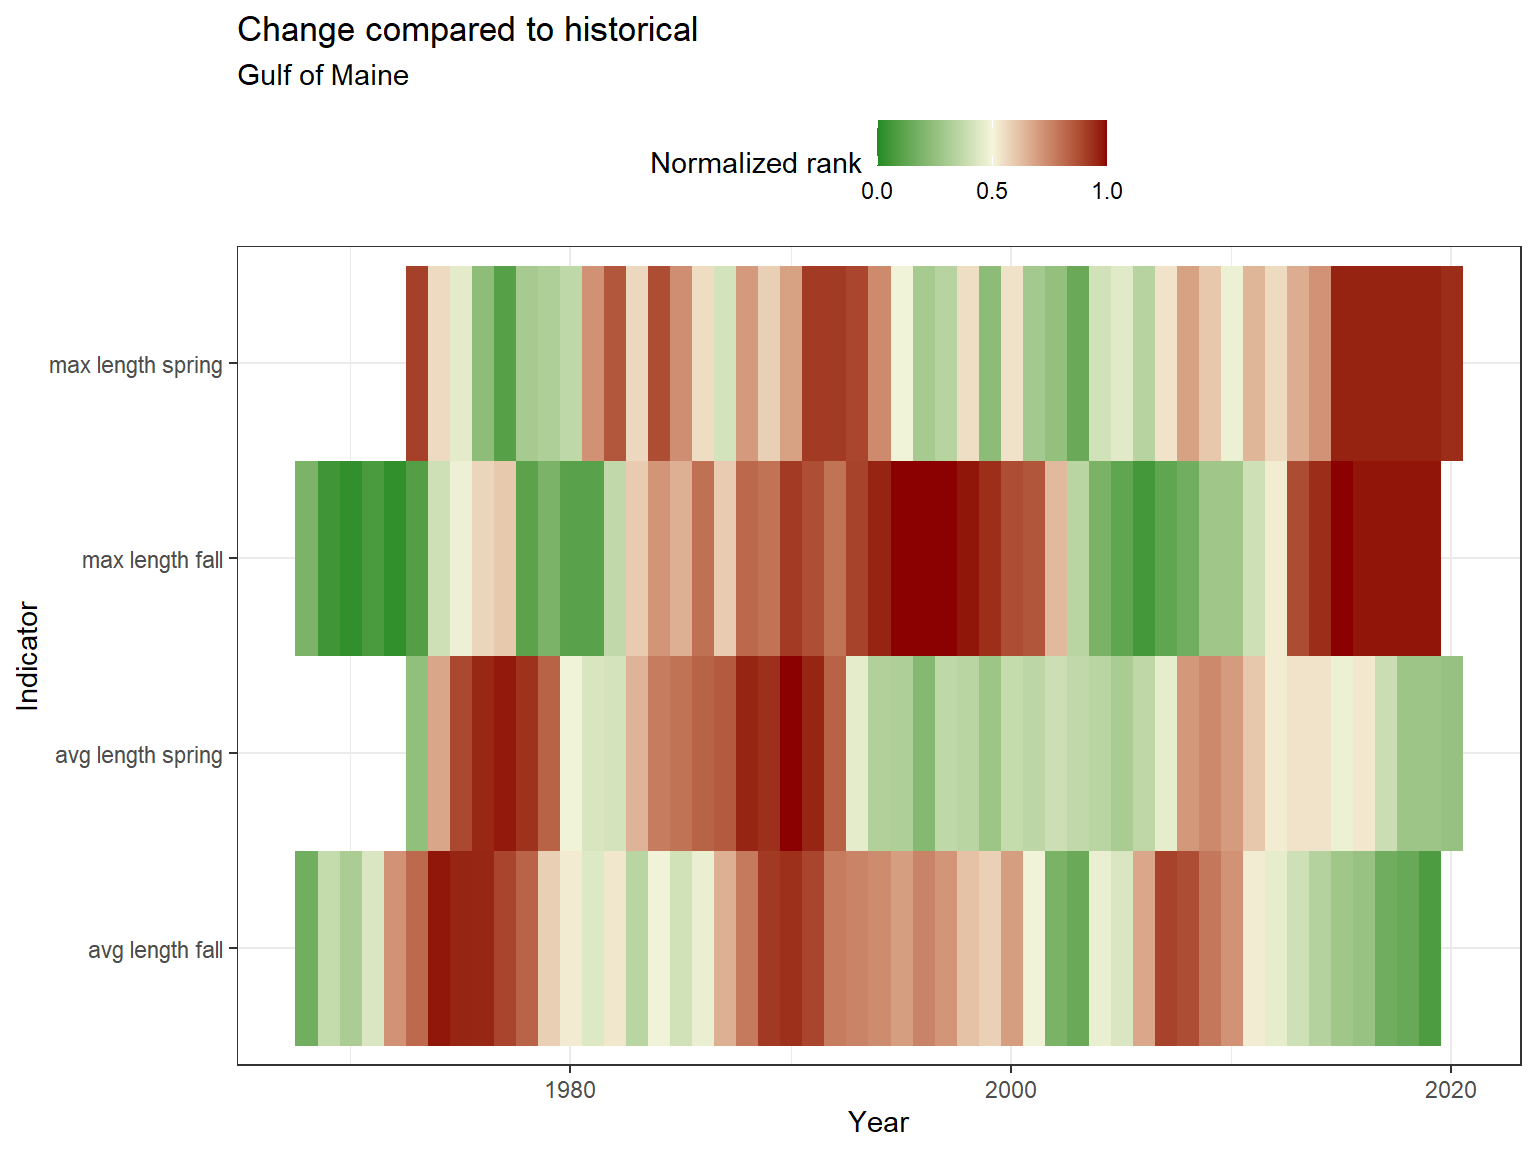 Change compared to historical
Gulf of Maine
Normalized rank
0.0 0.5 1.0
max length spring
max length fall
avg length spring
avg length fall
Indicator
1980 2000 2020
Year